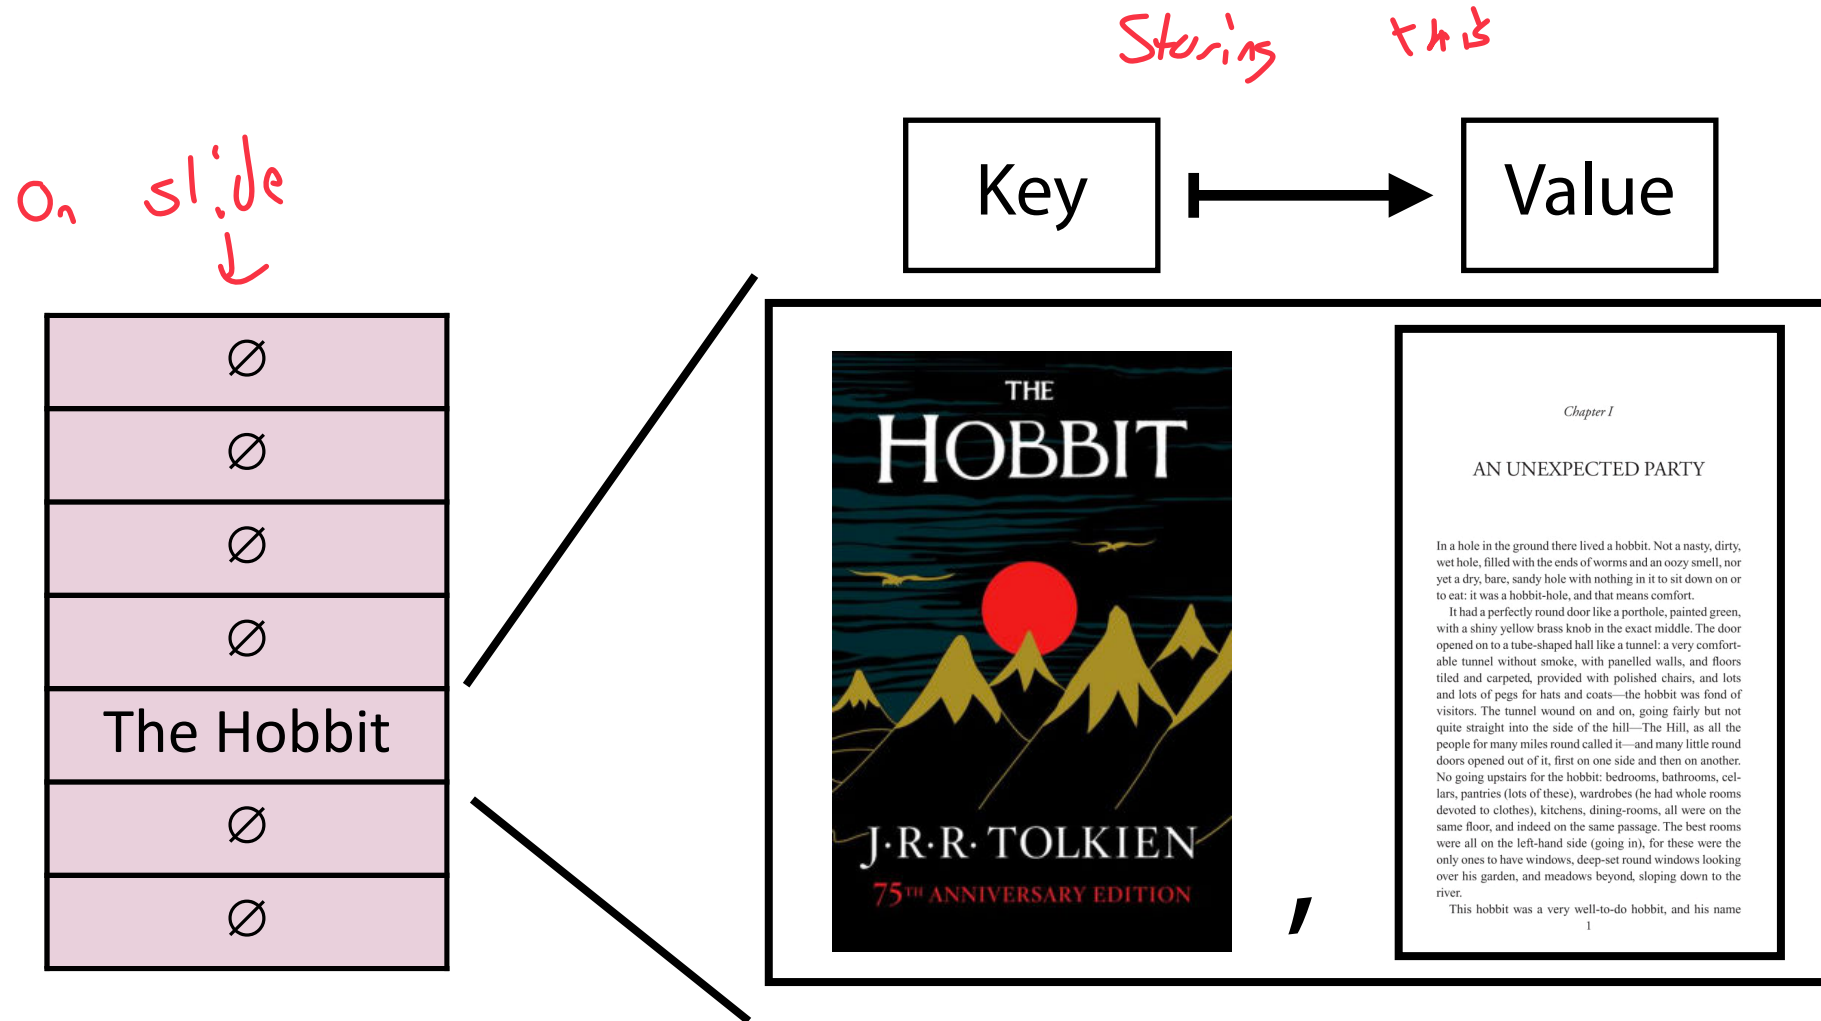 Storing this
On slide
Key
Value
∅
∅
∅
∅
The Hobbit
∅
∅
THE
HOBBIT
J·R·R· TOLKIEN
75TH ANNIVERSARY EDITION
,
Chapter I
AN UNEXPECTED PARTY
In a hole in the ground there lived a hobbit. Not a nasty, dirty,
wet hole, filled with the ends of worms and an oozy smell, nor
yet a dry, bare, sandy hole with nothing in it to sit down on or
to eat: it was a hobbit-hole, and that means comfort.
It had a perfectly round door like a porthole, painted green,
with a shiny yellow brass knob in the exact middle. The door
opened on to a tube-shaped hall like a tunnel: a very comfort-
able tunnel without smoke, with panelled walls, and floors
tiled and carpeted, provided with polished chairs, and lots
and lots of pegs for hats and coats—the hobbit was fond of
visitors. The tunnel wound on and on, going fairly but not
quite straight into the side of the hill—The Hill, as all the
people for many miles round called it—and many little round
doors opened out of it, first on one side and then on another.
No going upstairs for the hobbit: bedrooms, bathrooms, cel-
lars, pantries (lots of these), wardrobes (he had whole rooms
devoted to clothes), kitchens, dining-rooms, all were on the
same floor, and indeed on the same passage. The best rooms
were all on the left-hand side (going in), for these were the
only ones to have windows, deep-set round windows looking
over his garden, and meadows beyond, sloping down to the
river.
This hobbit was a very well-to-do hobbit, and his name
1